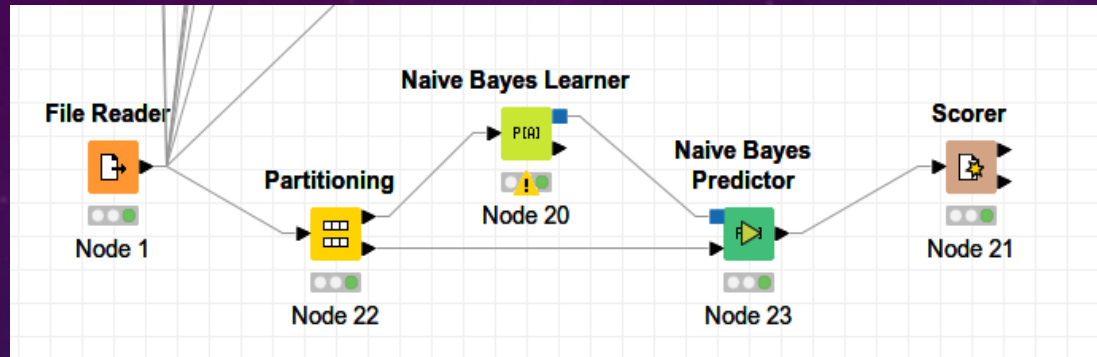 File Reader
Node 1
Partitioning
Node 22
Naive Bayes Learner
P[A]
Node 20
Naive Bayes
Predictor
Node 23
Scorer
Node 21